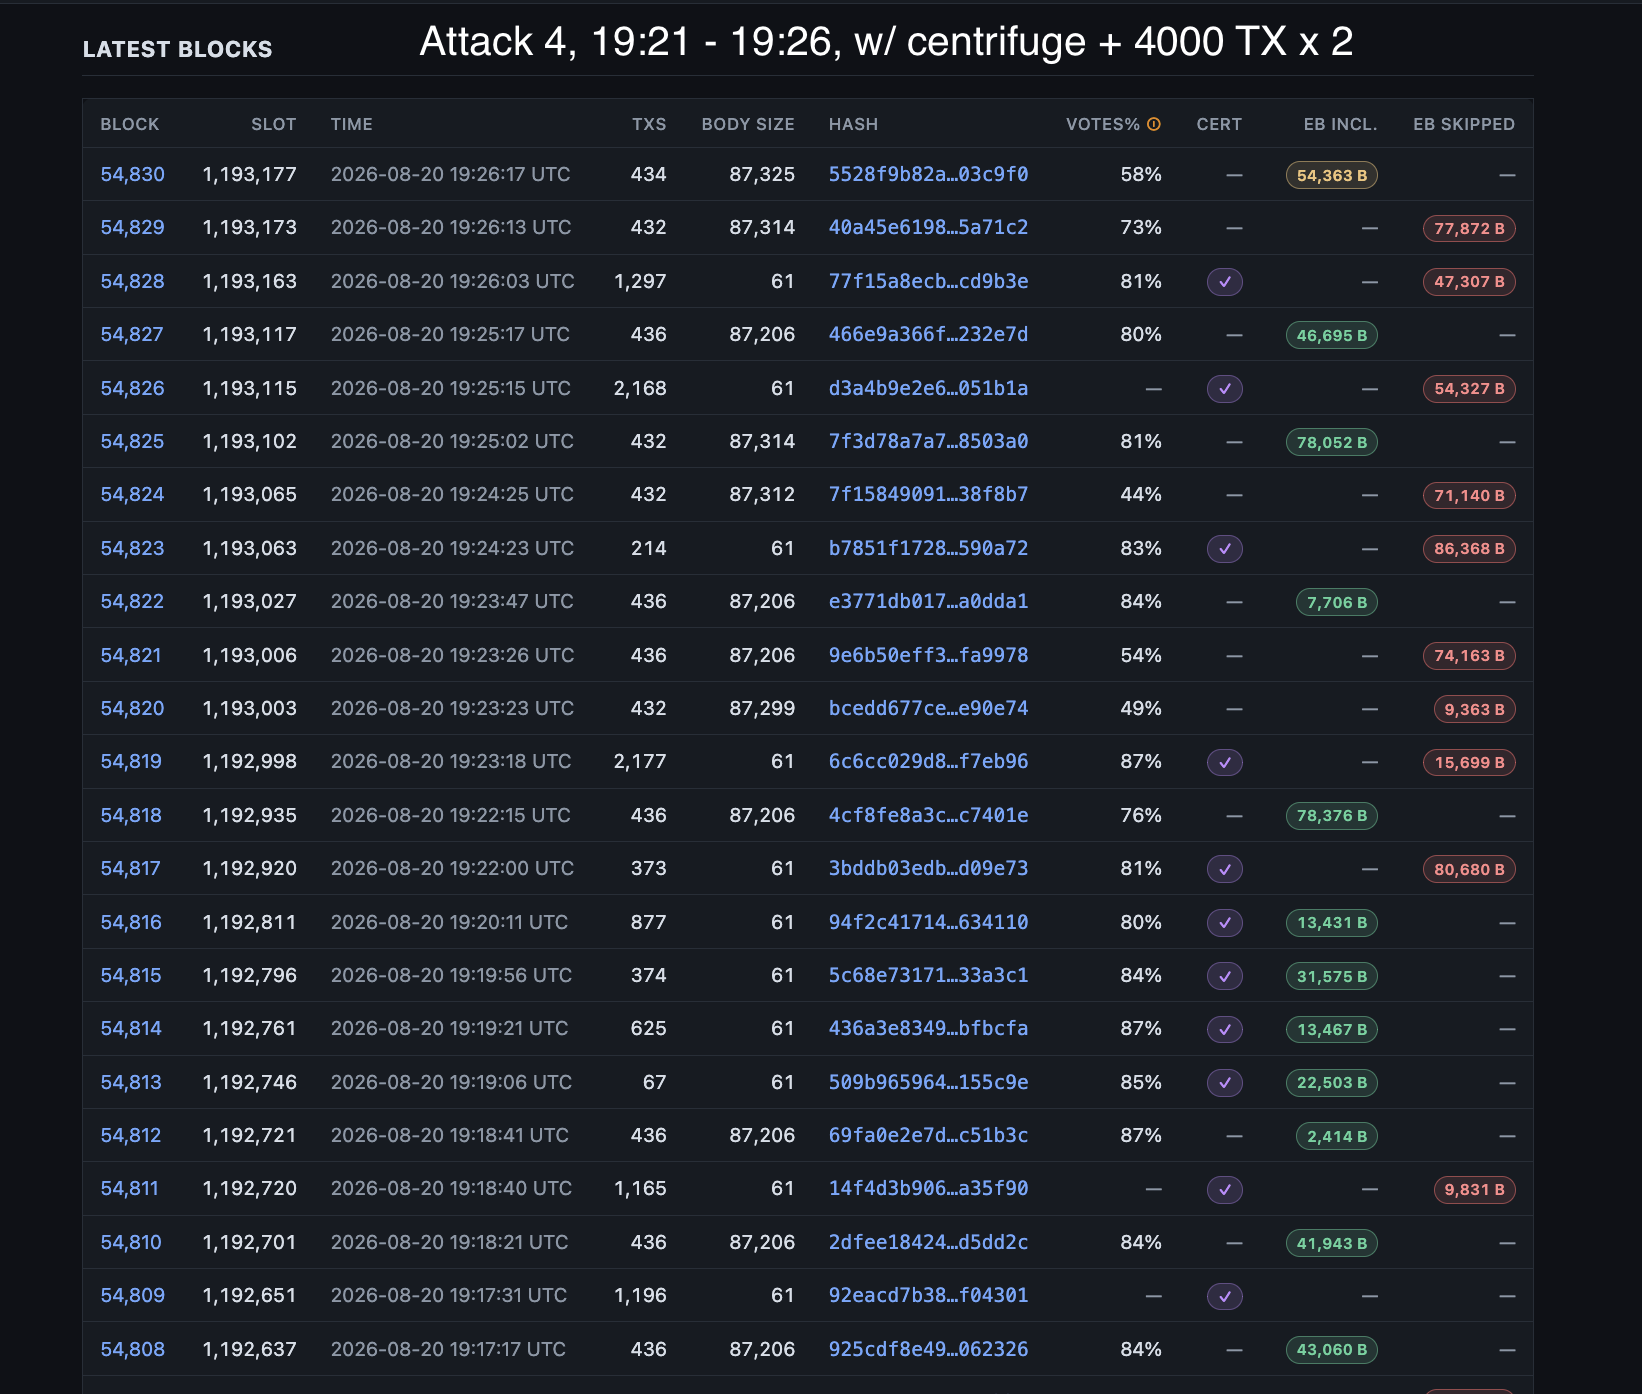 LATEST BLOCKS
Attack 4, 19:21 - 19:26, w/ centrifuge + 4000 TX x 2
BLOCK SLOT TIME TXS BODY SIZE HASH VOTES% CERT EB INCL. EB SKIPPED
54,830 1,193,177 2026-08-20 19:26:17 UTC 434 87,325 5528f9b82a…03c9f0 58% — 54,363 B —
54,829 1,193,173 2026-08-20 19:26:13 UTC 432 87,314 40a45e6198…5a71c2 73% — — 77,872 B
54,828 1,193,163 2026-08-20 19:26:03 UTC 1,297 61 77f15a8ecb…cd9b3e 81% ✓ — 47,307 B
54,827 1,193,117 2026-08-20 19:25:17 UTC 436 87,206 466e9a366f…232e7d 80% — 46,695 B —
54,826 1,193,115 2026-08-20 19:25:15 UTC 2,168 61 d3a4b9e2e6…051b1a — ✓ — 54,327 B
54,825 1,193,102 2026-08-20 19:25:02 UTC 432 87,314 7f3d78a7a7…8503a0 81% — 78,052 B —
54,824 1,193,065 2026-08-20 19:24:25 UTC 432 87,312 7f15849091…38f8b7 44% — — 71,140 B
54,823 1,193,063 2026-08-20 19:24:23 UTC 214 61 b7851f1728…590a72 83% ✓ — 86,368 B
54,822 1,193,027 2026-08-20 19:23:47 UTC 436 87,206 e3771db017…a0dda1 84% — 7,706 B —
54,821 1,193,006 2026-08-20 19:23:26 UTC 436 87,206 9e6b50eff3…fa9978 54% — — 74,163 B
54,820 1,193,003 2026-08-20 19:23:23 UTC 432 87,299 bcedd677ce…e90e74 49% — — 9,363 B
54,819 1,192,998 2026-08-20 19:23:18 UTC 2,177 61 6c6cc029d8…f7eb96 87% ✓ — 15,699 B
54,818 1,192,935 2026-08-20 19:22:15 UTC 436 87,206 4cf8fe8a3c…c7401e 76% — 78,376 B —
54,817 1,192,920 2026-08-20 19:22:00 UTC 373 61 3bddb03edb…d09e73 81% ✓ — 80,680 B
54,816 1,192,811 2026-08-20 19:20:11 UTC 877 61 94f2c41714…634110 80% ✓ 13,431 B —
54,815 1,192,796 2026-08-20 19:19:56 UTC 374 61 5c68e73171…33a3c1 84% ✓ 31,575 B —
54,814 1,192,761 2026-08-20 19:19:21 UTC 625 61 436a3e8349…bfbcfa 87% ✓ 13,467 B —
54,813 1,192,746 2026-08-20 19:19:06 UTC 67 61 509b965964…155c9e 85% ✓ 22,503 B —
54,812 1,192,721 2026-08-20 19:18:41 UTC 436 87,206 69fa0e2e7d…c51b3c 87% — 2,414 B —
54,811 1,192,720 2026-08-20 19:18:40 UTC 1,165 61 14f4d3b906…a35f90 — ✓ — 9,831 B
54,810 1,192,701 2026-08-20 19:18:21 UTC 436 87,206 2dfee18424…d5dd2c 84% — 41,943 B —
54,809 1,192,651 2026-08-20 19:17:31 UTC 1,196 61 92eacd7b38…f04301 — ✓ — —
54,808 1,192,637 2026-08-20 19:17:17 UTC 436 87,206 925cdf8e49…062326 84% — 43,060 B —